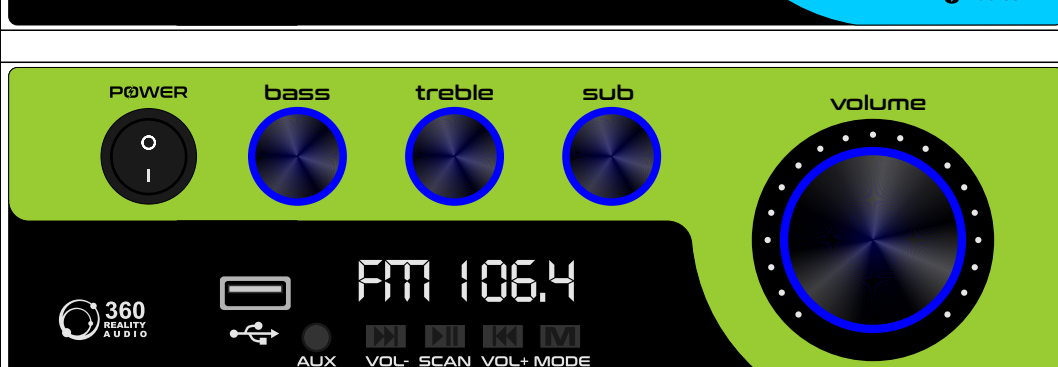 POWER
bass
treble
sub
volume
O
I
FM 106.4
360
REALITY
AUDIO
M
AUX
VOL-
SCAN
VOL+
MODE